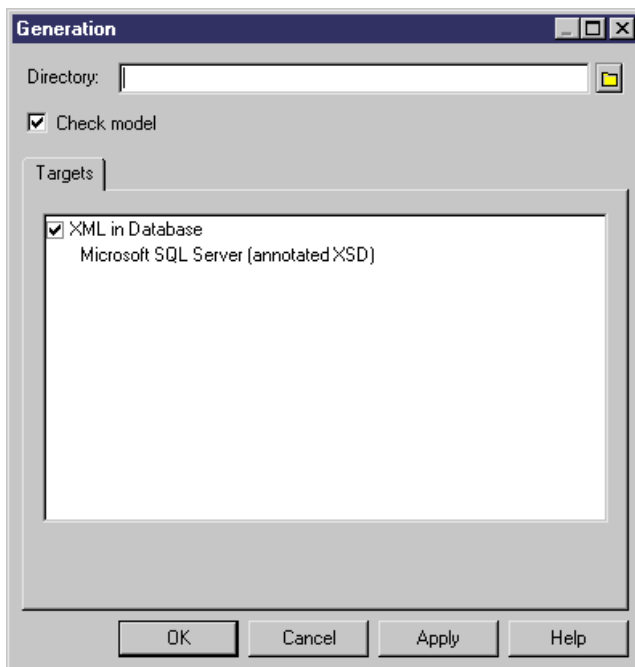 Generation
Directory:
Check model
Targets
XML in Database
Microsoft SQL Server (annotated XSD)
OK Cancel Apply Help